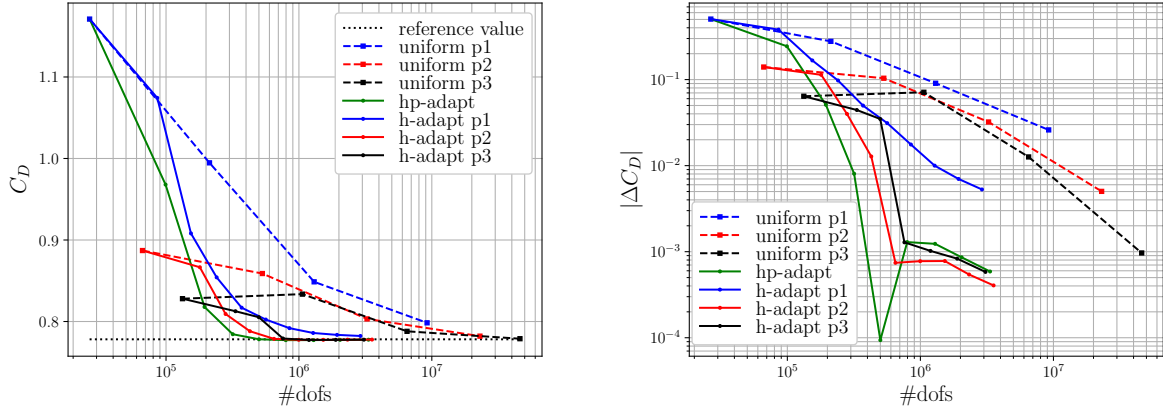 reference value
uniform p1
uniform p2
uniform p3
hp-adapt
h-adapt p1
h-adapt p2
h-adapt p3
1.1
1.0
0.9
0.8
C_D
10^5
10^6
10^7
#dofs
10^{-1}
10^{-2}
10^{-3}
10^{-4}
|ΔC_D|
uniform p1
uniform p2
uniform p3
hp-adapt
h-adapt p1
h-adapt p2
h-adapt p3
10^5
10^6
10^7
#dofs